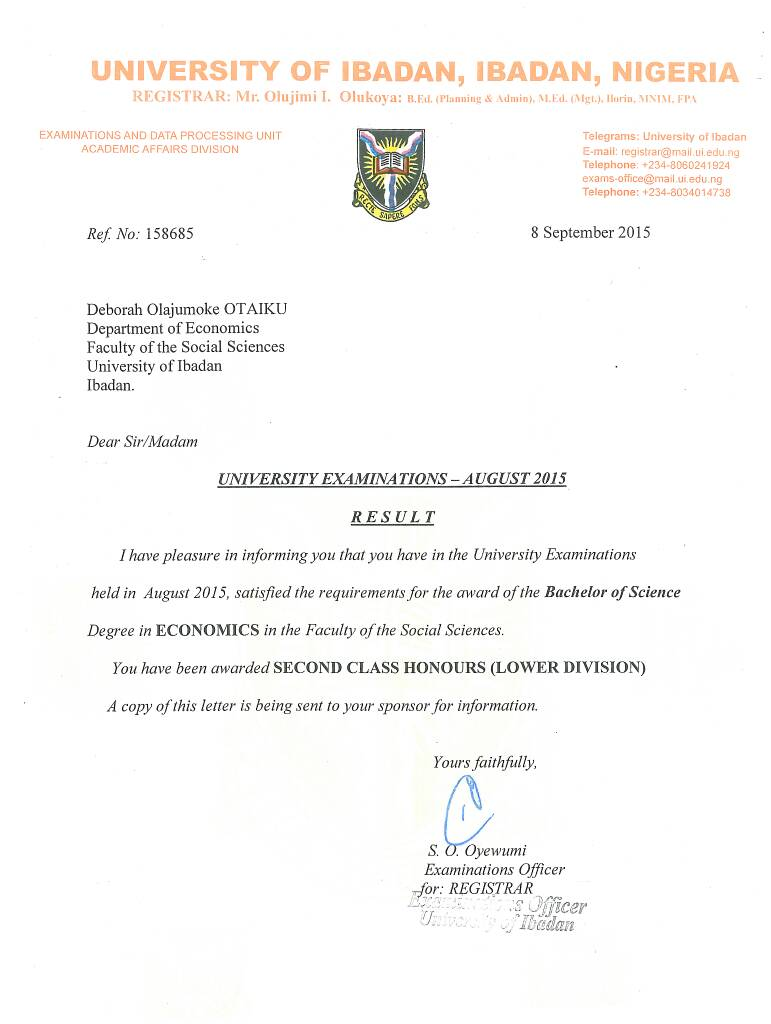 UNIVERSITY OF IBADAN, IBADAN, NIGERIA
REGISTRAR: Mr. Olujimi I. Olukoya: B.Ed. (Planning & Admin), M.Ed. (Mgt.), Ilorin, MNIM, FPA
EXAMINATIONS AND DATA PROCESSING UNIT
ACADEMIC AFFAIRS DIVISION
Telegrams: University of Ibadan
E-mail: registrar@mail.ui.edu.ng
Telephone: +234-8060241924
exams-office@mail.ui.edu.ng
Telephone: +234-8034014738
RECTE SAPERE FONS
Ref. No: 158685
8 September 2015
Deborah Olajumoke OTAIKU
Department of Economics
Faculty of the Social Sciences
University of Ibadan
Ibadan.
Dear Sir/Madam
UNIVERSITY EXAMINATIONS – AUGUST 2015
R E S U L T
I have pleasure in informing you that you have in the University Examinations
held in August 2015, satisfied the requirements for the award of the Bachelor of Science
Degree in ECONOMICS in the Faculty of the Social Sciences.
You have been awarded SECOND CLASS HONOURS (LOWER DIVISION)
A copy of this letter is being sent to your sponsor for information.
Yours faithfully,
S. O. Oyewumi
Examinations Officer
for: REGISTRAR
Examinations Officer
University of Ibadan